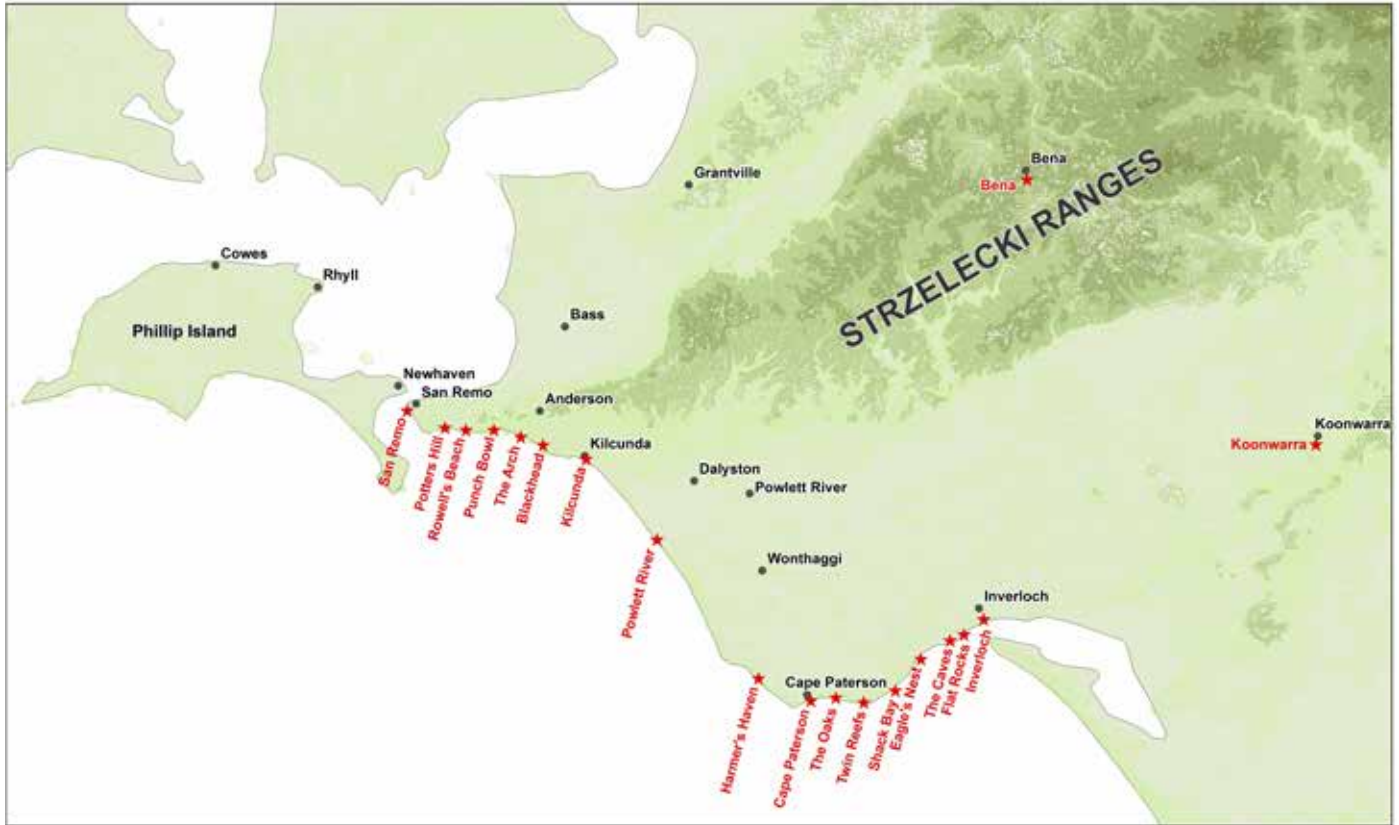 Bena
Bena
Grantville
STRZELECKI RANGES
Cowes
Rhyll
Phillip Island
Bass
Newhaven
San Remo
Anderson
Kilcunda
Koonwarra
Koonwarra
San Remo
Potters Hill
Rowell's Beach
Punch Bowl
The Arch
Blackhead
Kilcunda
Dalyston
Powlett River
Powlett River
Wonthaggi
Inverloch
Cape Paterson
Harmer's Haven
Cape Paterson
The Oaks
Twin Reefs
Shack Bay
Eagle's Nest
The Caves
Flat Rocks
Inverloch